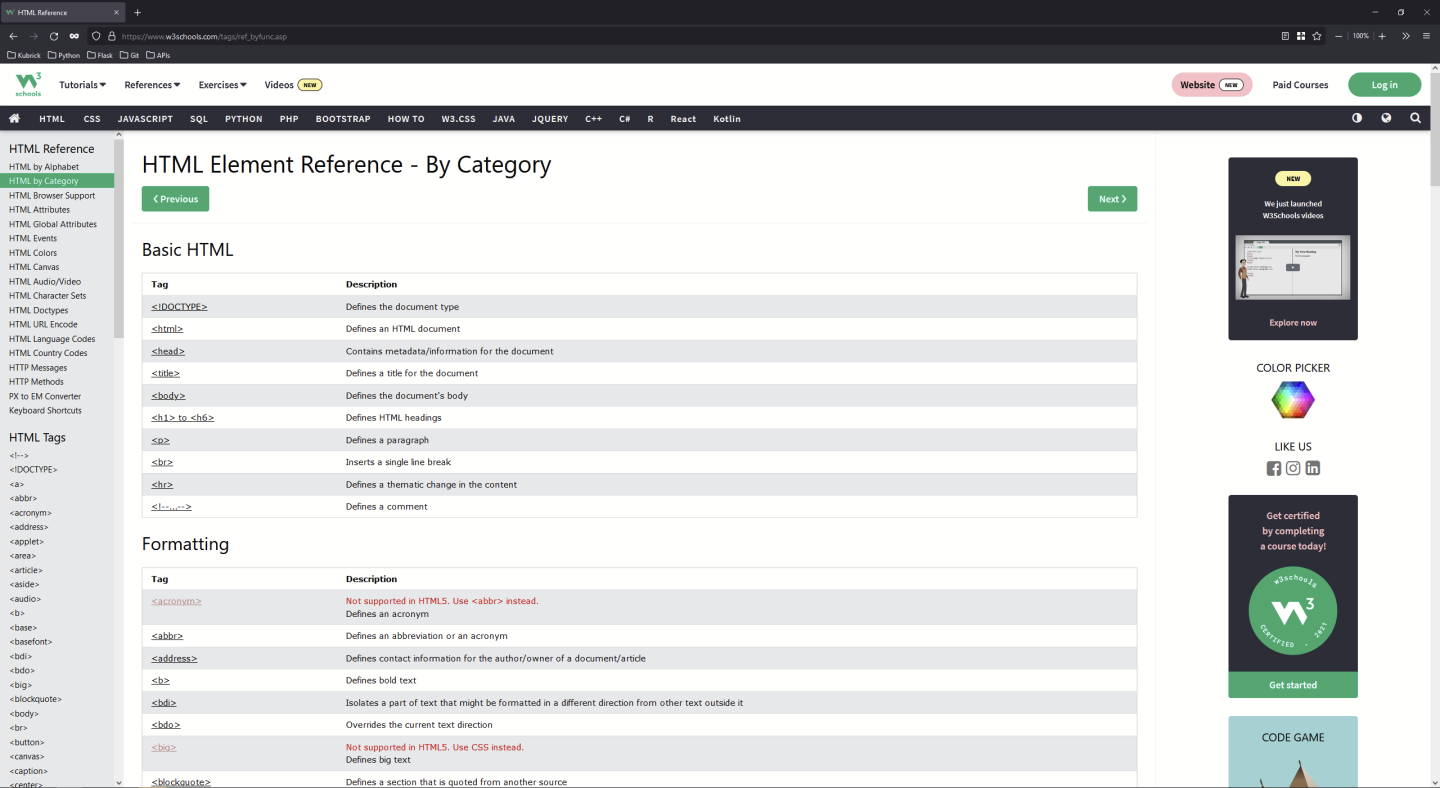 HTML Reference
https://www.w3schools.com/tags/ref_byfunc.asp
100%
Kubrick Python Flask Git APIs
W3 schools
Tutorials References Exercises Videos NEW
Website NEW Paid Courses Log in
HTML CSS JAVASCRIPT SQL PYTHON PHP BOOTSTRAP HOW TO W3.CSS JAVA JQUERY C++ C# R React Kotlin
HTML Reference
HTML by Alphabet
HTML by Category
HTML Browser Support
HTML Attributes
HTML Global Attributes
HTML Events
HTML Colors
HTML Canvas
HTML Audio/Video
HTML Character Sets
HTML Doctypes
HTML URL Encode
HTML Language Codes
HTML Country Codes
HTTP Messages
HTTP Methods
PX to EM Converter
Keyboard Shortcuts
HTML Tags
<!-->
<!DOCTYPE>
<a>
<abbr>
<acronym>
<address>
<applet>
<area>
<article>
<aside>
<audio>
<b>
<base>
<basefont>
<bdi>
<bdo>
<big>
<blockquote>
<body>
<br>
<button>
<canvas>
<caption>
<center>
HTML Element Reference - By Category
❮ Previous
Next ❯
Basic HTML
Tag Description
<!DOCTYPE> Defines the document type
<html> Defines an HTML document
<head> Contains metadata/information for the document
<title> Defines a title for the document
<body> Defines the document's body
<h1> to <h6> Defines HTML headings
<p> Defines a paragraph
<br> Inserts a single line break
<hr> Defines a thematic change in the content
<!--...--> Defines a comment
Formatting
Tag Description
<acronym> Not supported in HTML5. Use <abbr> instead.
Defines an acronym
<abbr> Defines an abbreviation or an acronym
<address> Defines contact information for the author/owner of a document/article
<b> Defines bold text
<bdi> Isolates a part of text that might be formatted in a different direction from other text outside it
<bdo> Overrides the current text direction
<big> Not supported in HTML5. Use CSS instead.
Defines big text
<blockquote> Defines a section that is quoted from another source
NEW
We just launched
W3Schools videos
Explore now
COLOR PICKER
LIKE US
Get certified
by completing
a course today!
w3schools
W3
CERTIFIED . 2021
Get started
CODE GAME